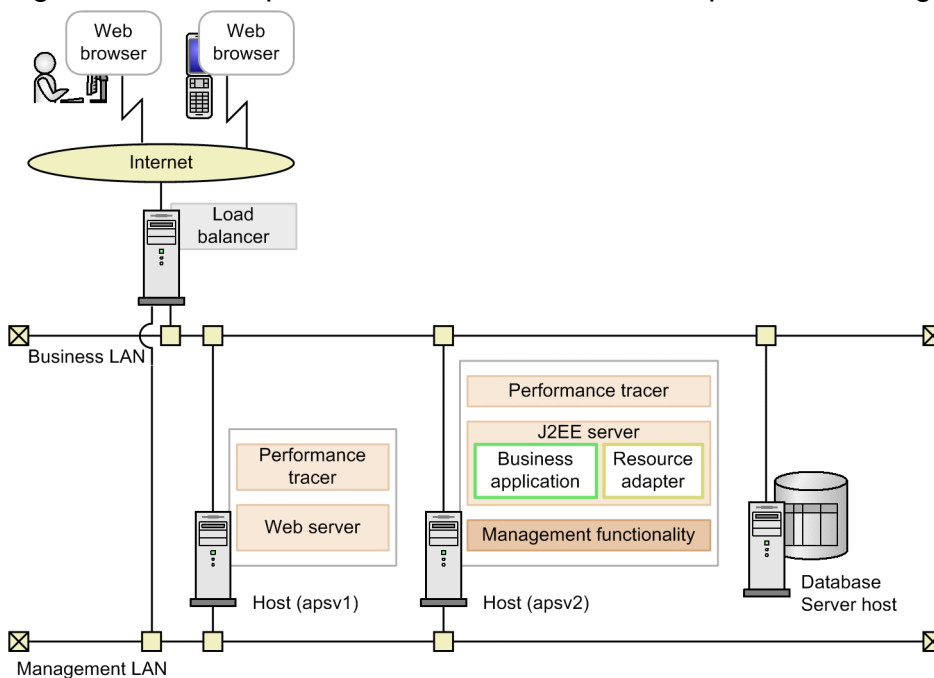 Web
browser
Web
browser
Internet
Load
balancer
Business LAN
Performance tracer
J2EE server
Business
application
Resource
adapter
Management functionality
Performance
tracer
Web server
Host (apsv1)
Host (apsv2)
Database
Server host
Management LAN